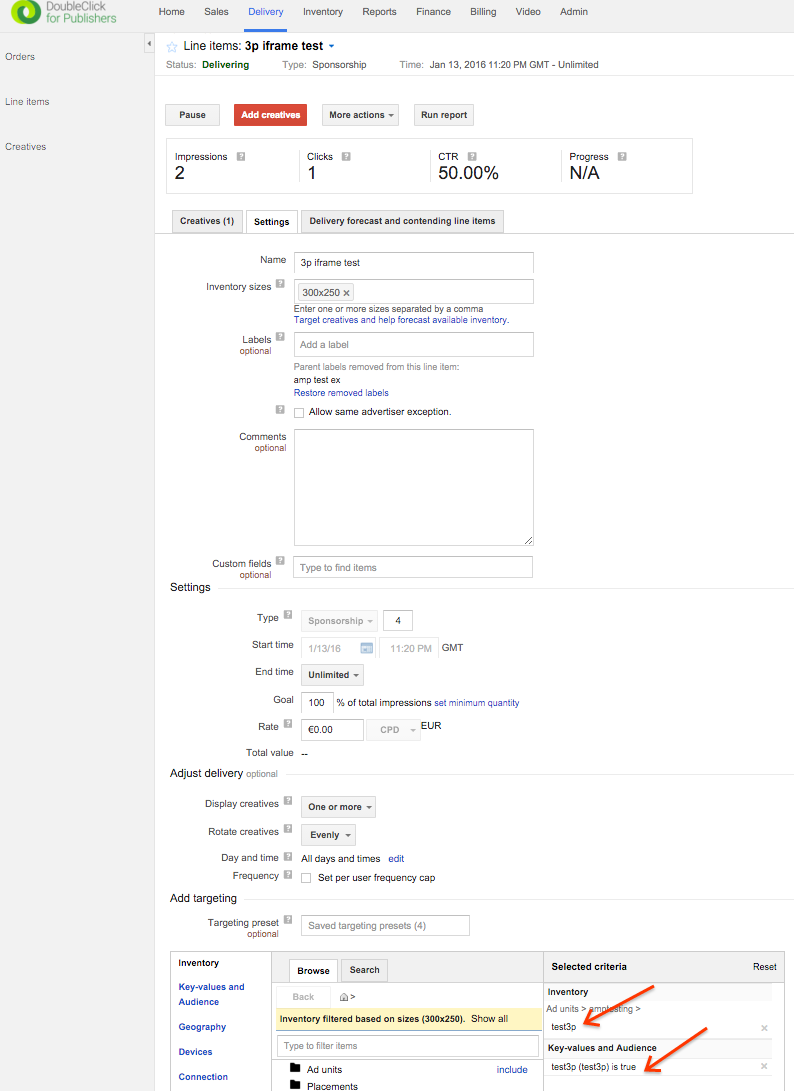 DoubleClick
for Publishers
Home Sales Delivery Inventory Reports Finance Billing Video Admin
Orders
Line items
Creatives
Line items: 3p iframe test
Status: Delivering Type: Sponsorship Time: Jan 13, 2016 11:20 PM GMT - Unlimited
Pause Add creatives More actions Run report
Impressions ? Clicks ? CTR ? Progress ?
2 1 50.00% N/A
Creatives (1) Settings Delivery forecast and contending line items
Name 3p iframe test
Inventory sizes ? 300x250 ×
Enter one or more sizes separated by a comma
Target creatives and help forecast available inventory.
Labels ? Add a label
optional
Parent labels removed from this line item:
amp test ex
Restore removed labels
? Allow same advertiser exception.
Comments
optional
Custom fields ? Type to find items
optional
Settings
Type ? Sponsorship 4
Start time 1/13/16 11:20 PM GMT
End time Unlimited
Goal 100 % of total impressions set minimum quantity
Rate ? €0.00 CPD EUR
Total value --
Adjust delivery optional
Display creatives ? One or more
Rotate creatives ? Evenly
Day and time ? All days and times edit
Frequency ? Set per user frequency cap
Add targeting
Targeting preset ? Saved targeting presets (4)
optional
Inventory
Key-values and
Audience
Geography
Devices
Connection
Browse Search
Back >
Inventory filtered based on sizes (300x250). Show all
Type to filter items
Ad units include
Placements
Selected criteria Reset
Inventory
Ad units > amptesting >
test3p ×
Key-values and Audience
test3p (test3p) is true ×